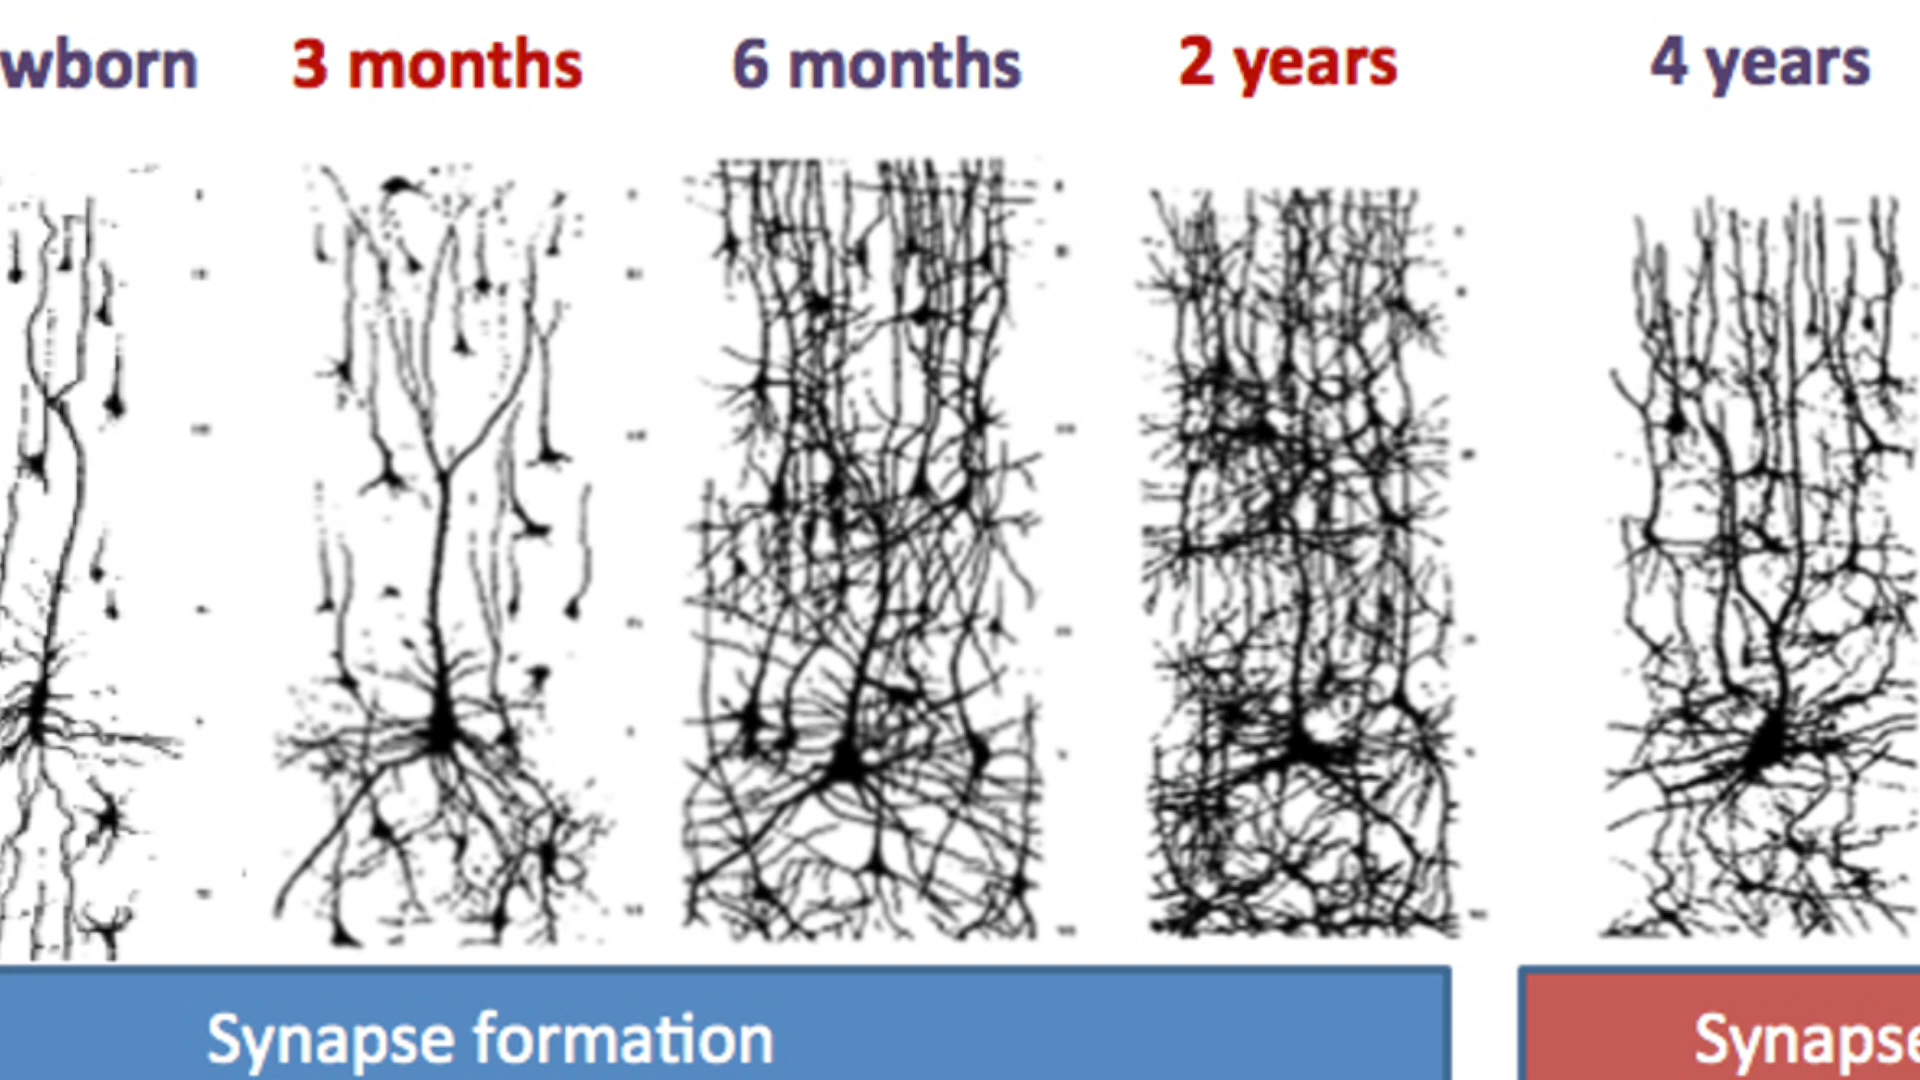 wborn 3 months 6 months 2 years 4 years
Synapse formation Synapse